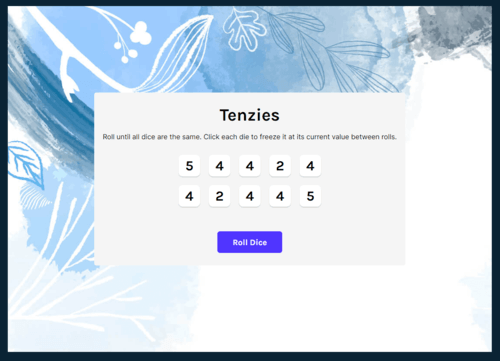 Tenzies
Roll until all dice are the same. Click each die to freeze it at its current value between rolls.
5 4 4 2 4
4 2 4 4 5
Roll Dice